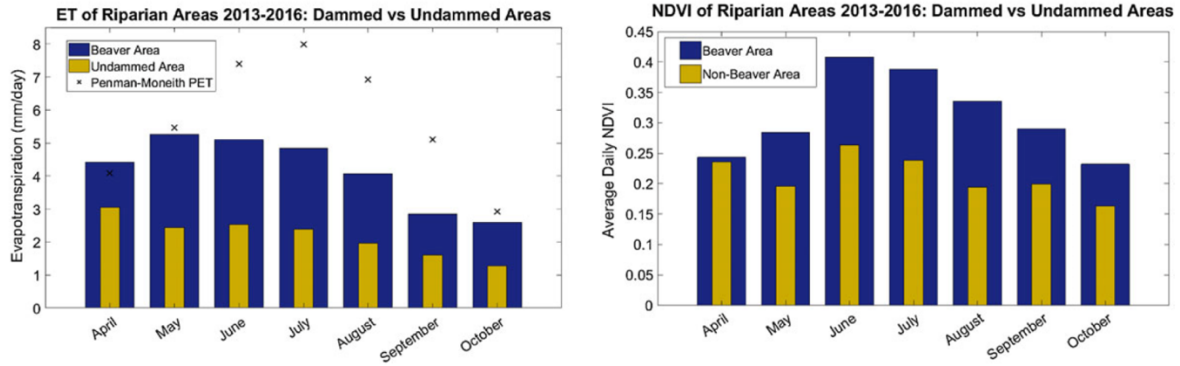 ET of Riparian Areas 2013-2016: Dammed vs Undammed Areas
Evapotranspiration (mm/day)
8
7
6
5
4
3
2
1
0
Beaver Area
Undammed Area
Penman-Moneith PET
April
May
June
July
August
September
October
NDVI of Riparian Areas 2013-2016: Dammed vs Undammed Areas
Average Daily NDVI
0.45
0.4
0.35
0.3
0.25
0.2
0.15
0.1
0.05
0
Beaver Area
Non-Beaver Area
April
May
June
July
August
September
October